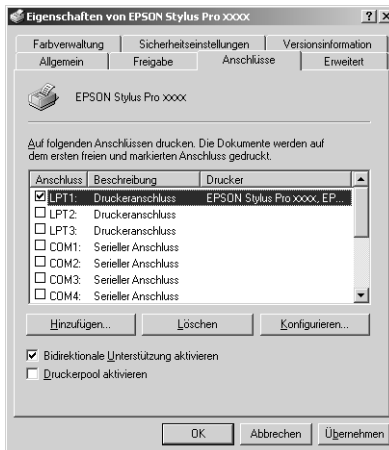 Eigenschaften von EPSON Stylus Pro xxxx
Farbverwaltung Sicherheitseinstellungen Versionsinformation
Allgemein Freigabe Anschlüsse Erweitert
EPSON Stylus Pro xxxx
Auf folgenden Anschlüssen drucken. Die Dokumente werden auf
dem ersten freien und markierten Anschluss gedruckt.
Anschluss Beschreibung Drucker
LPT1: Druckeranschluss EPSON Stylus Pro xxxx, EP...
LPT2: Druckeranschluss
LPT3: Druckeranschluss
COM1: Serieller Anschluss
COM2: Serieller Anschluss
COM3: Serieller Anschluss
COM4: Serieller Anschluss
Hinzufügen... Löschen Konfigurieren...
Bidirektionale Unterstützung aktivieren
Druckerpool aktivieren
OK Abbrechen Übernehmen